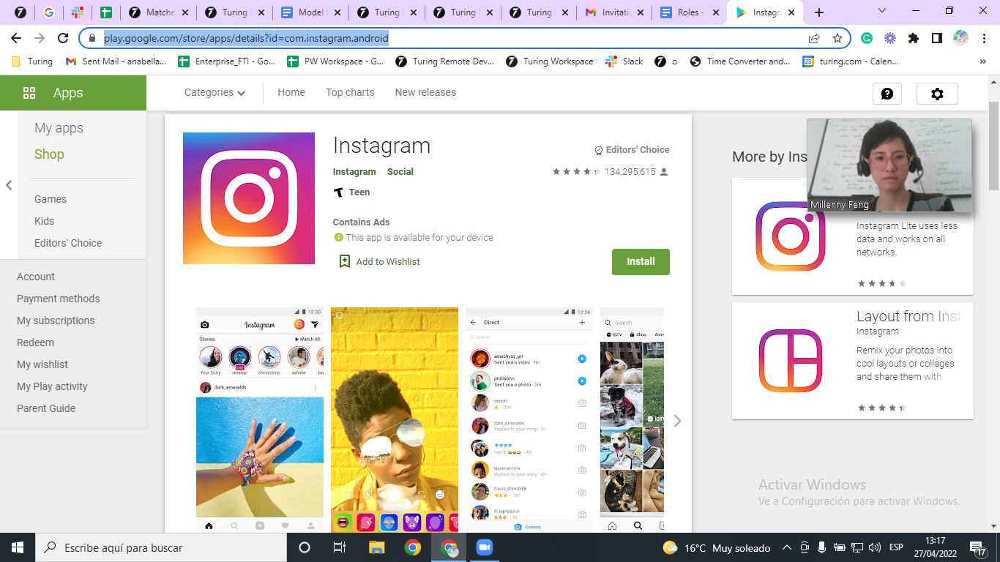 Matche
Turing
Model
Turing
Turing
Turing
Invitati
Roles -
Instagr
play.google.com/store/apps/details?id=com.instagram.android
Turing
Sent Mail - anabella...
Enterprise_FTI - Go...
PW Workspace - G...
Turing Remote Dev...
Turing Workspace
Slack
o
Time Converter and...
turing.com - Calen...
Apps
Categories
Home
Top charts
New releases
My apps
Shop
Games
Kids
Editors' Choice
Account
Payment methods
My subscriptions
Redeem
My wishlist
My Play activity
Parent Guide
Instagram
Editors' Choice
Instagram Social
134,295,615
Teen
Contains Ads
This app is available for your device
Add to Wishlist
Install
12:30
Instagram
Stories
Watch All
Your Story
LIVE
ninanyc
chrisrobinp
ashoke
dark_emeralds
12:34
Direct
Search
amethyst_grl
Sent you a video · 1m
philisohn
Sent you a photo · 2m
deitch
10m
dark_emeralds
Replied to your story · 1h
4h
laurenanntte
Replied to your story · 4h
travis_shreds18
1d
lil_lapislazuli
1d
Camera
Search
IGTV
Shop
IGTV
More by Ins
Millenny Feng
Instagram Lite uses less
data and works on all
networks.
Layout from Inst
Instagram
Remix your photos into
cool layouts or collages
and share them with
Activar Windows
Ve a Configuración para activar Windows.
Escribe aquí para buscar
16°C Muy soleado
ESP
13:17
27/04/2022
17